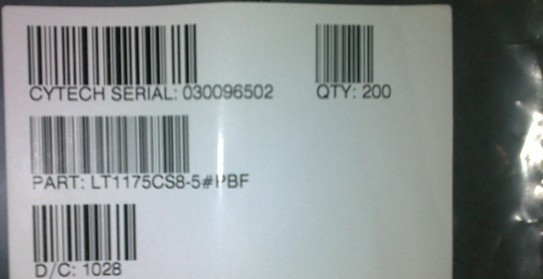 CYTECH SERIAL: 030096502 QTY: 200
PART: LT1175CS8-5#PBF
D/C: 1028